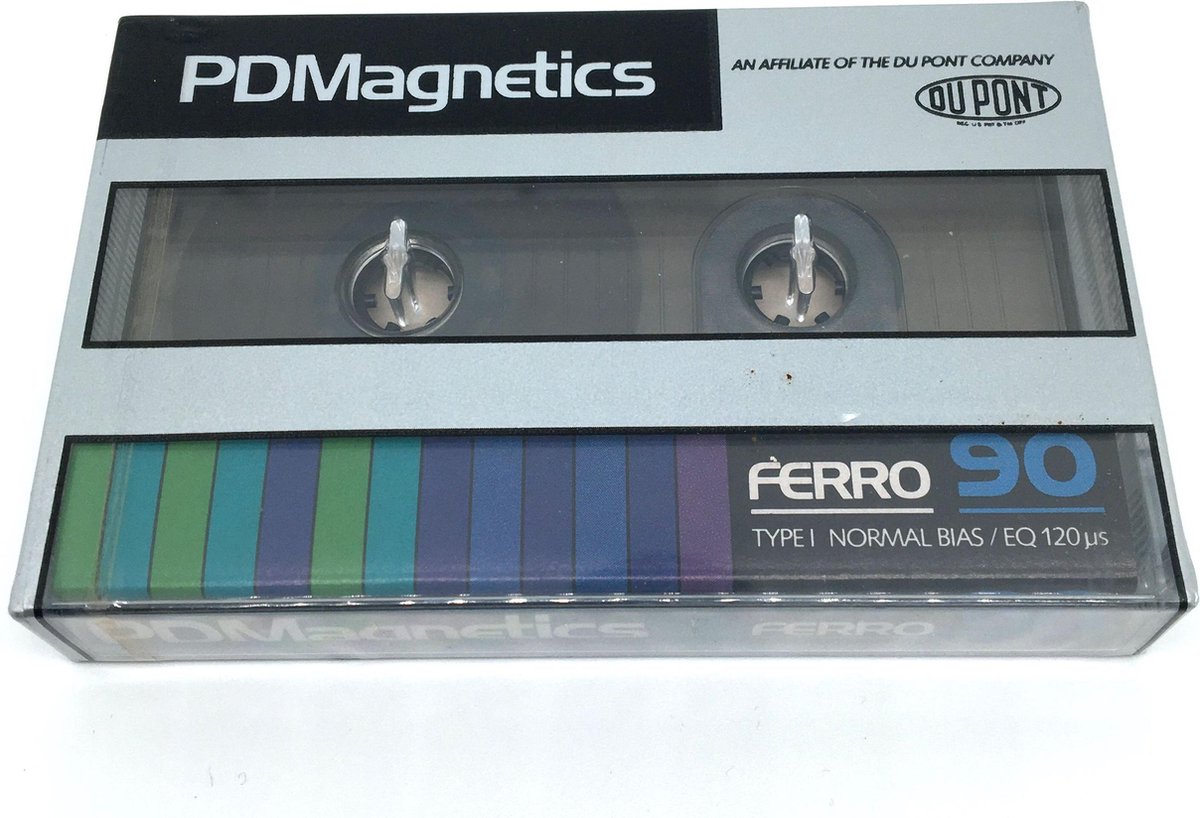 PDMagnetics
AN AFFILIATE OF THE DU PONT COMPANY
DU PONT
FERRO 90
TYPE I NORMAL BIAS / EQ 120 µs
PDMagnetics FERRO